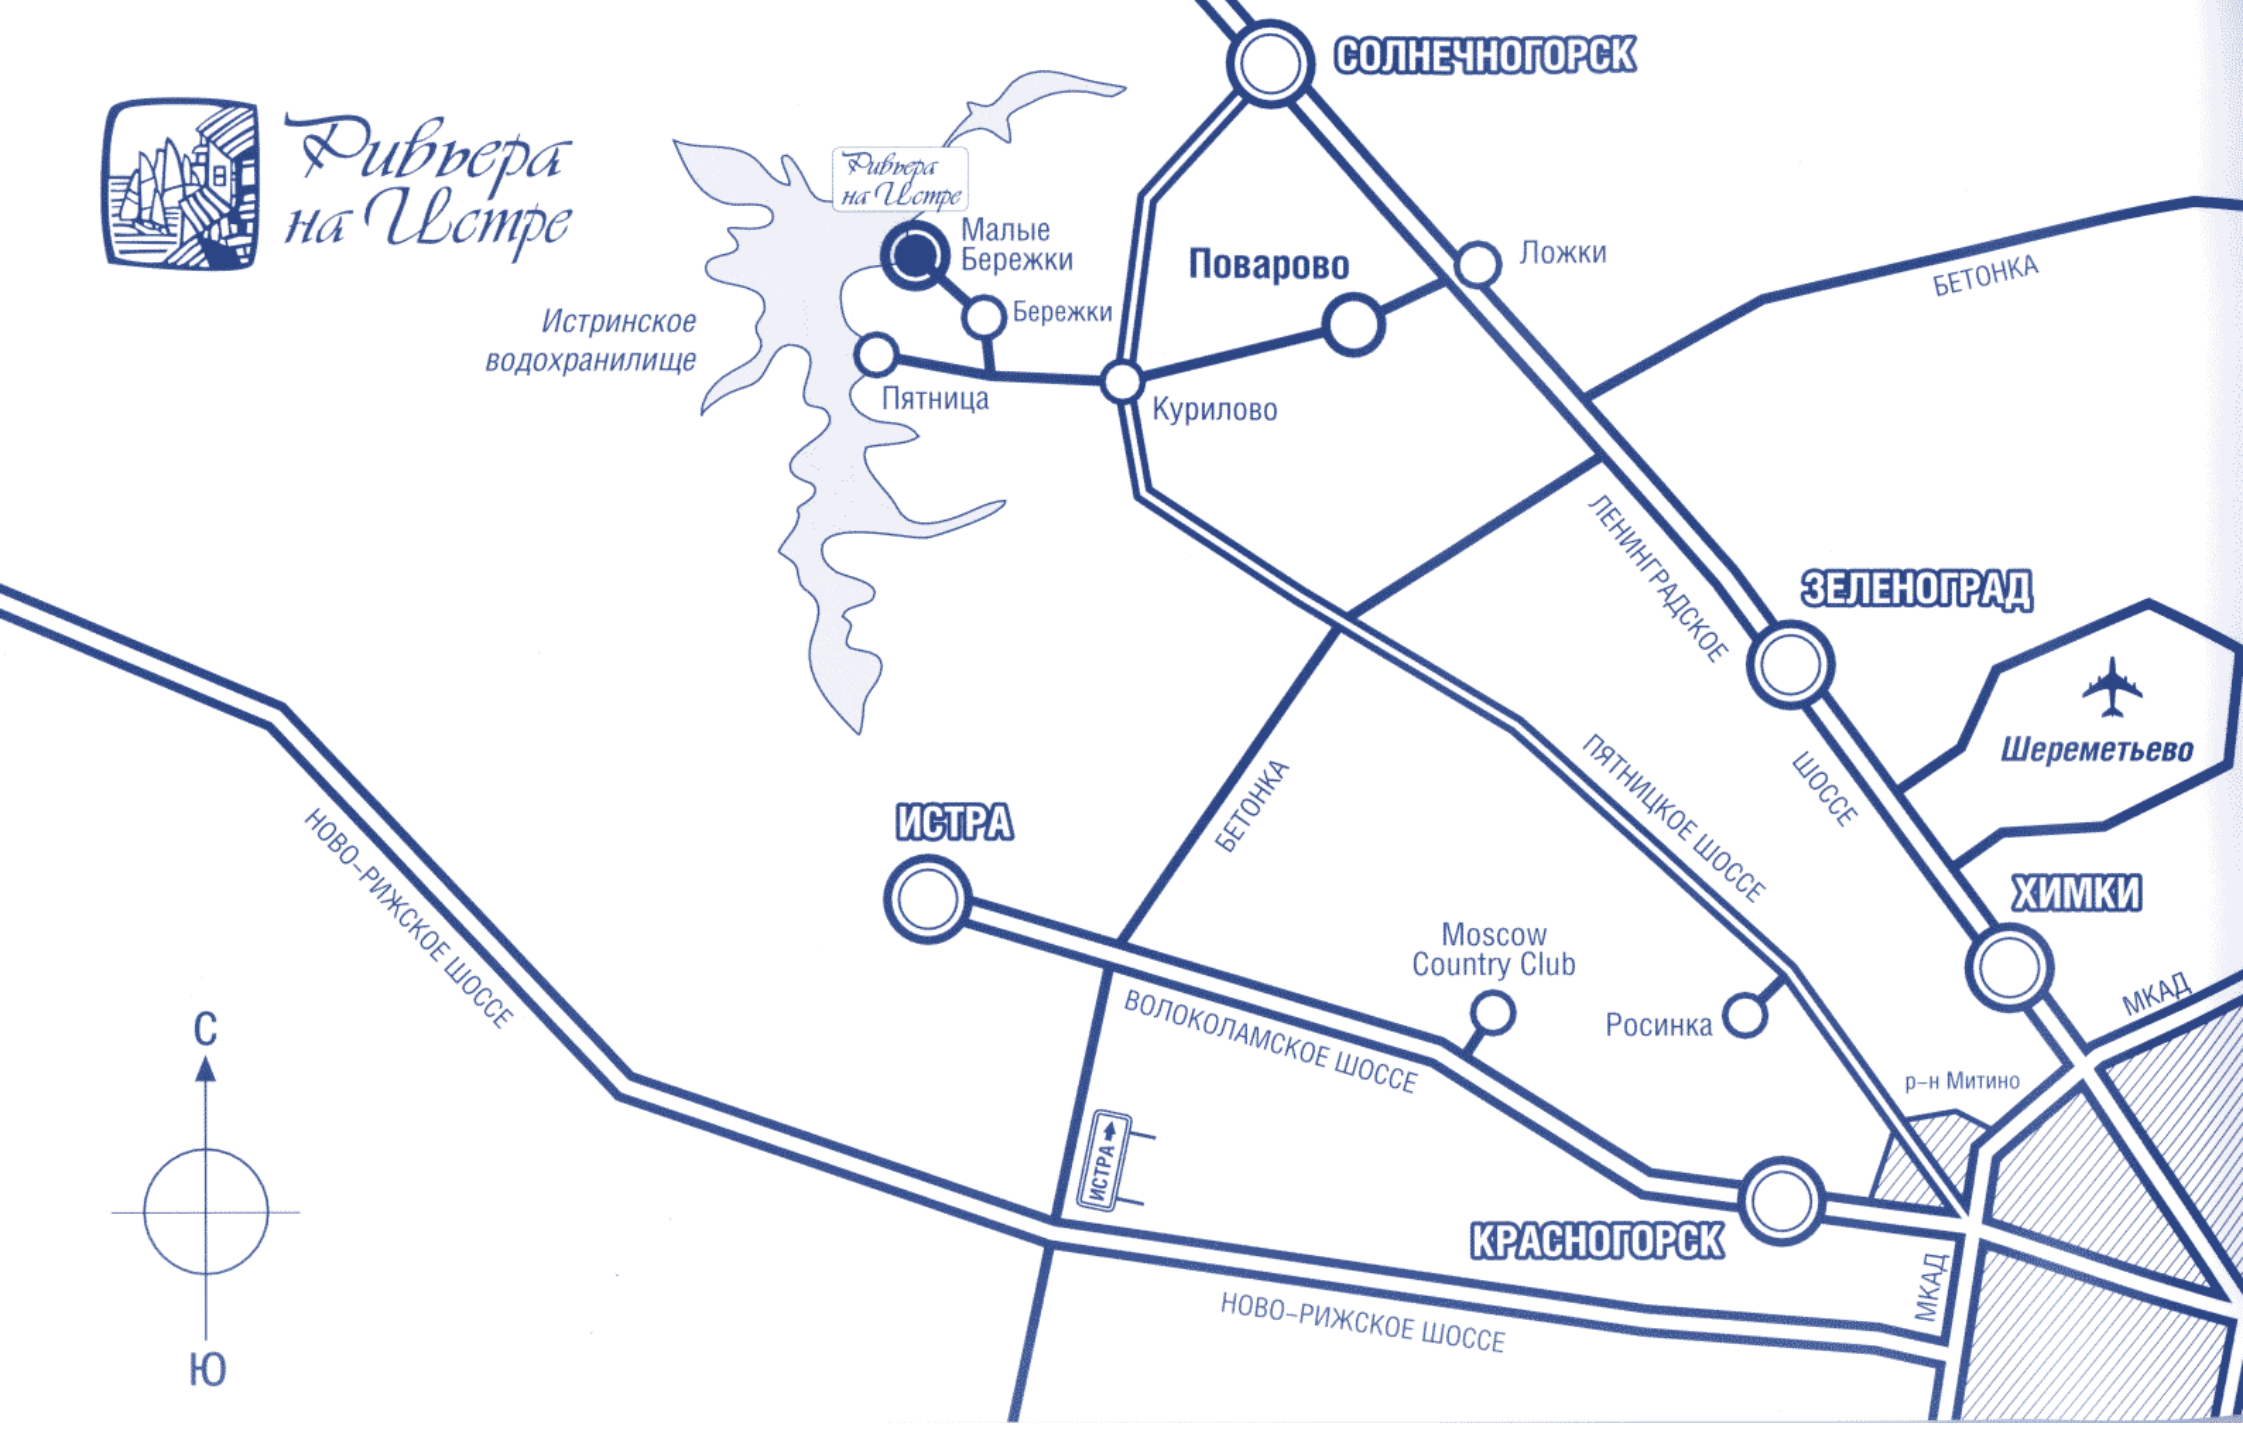 СОЛНЕЧНОГОРСК
Ривьера
на Истре
Ривьера
на Истре
Малые
Бережки
Поварово
Ложки
БЕТОНКА
Бережки
Истринское
водохранилище
Пятница
Курилово
ЛЕНИНГРАДСКОЕ
ШОССЕ
ЗЕЛЕНОГРАД
Шереметьево
БЕТОНКА
ПЯТНИЦКОЕ ШОССЕ
ИСТРА
НОВО-РИЖСКОЕ ШОССЕ
ХИМКИ
Moscow
Country Club
МКАД
ВОЛОКОЛАМСКОЕ ШОССЕ
Росинка
С
р-н Митино
ИСТРА
КРАСНОГОРСК
МКАД
НОВО-РИЖСКОЕ ШОССЕ
Ю